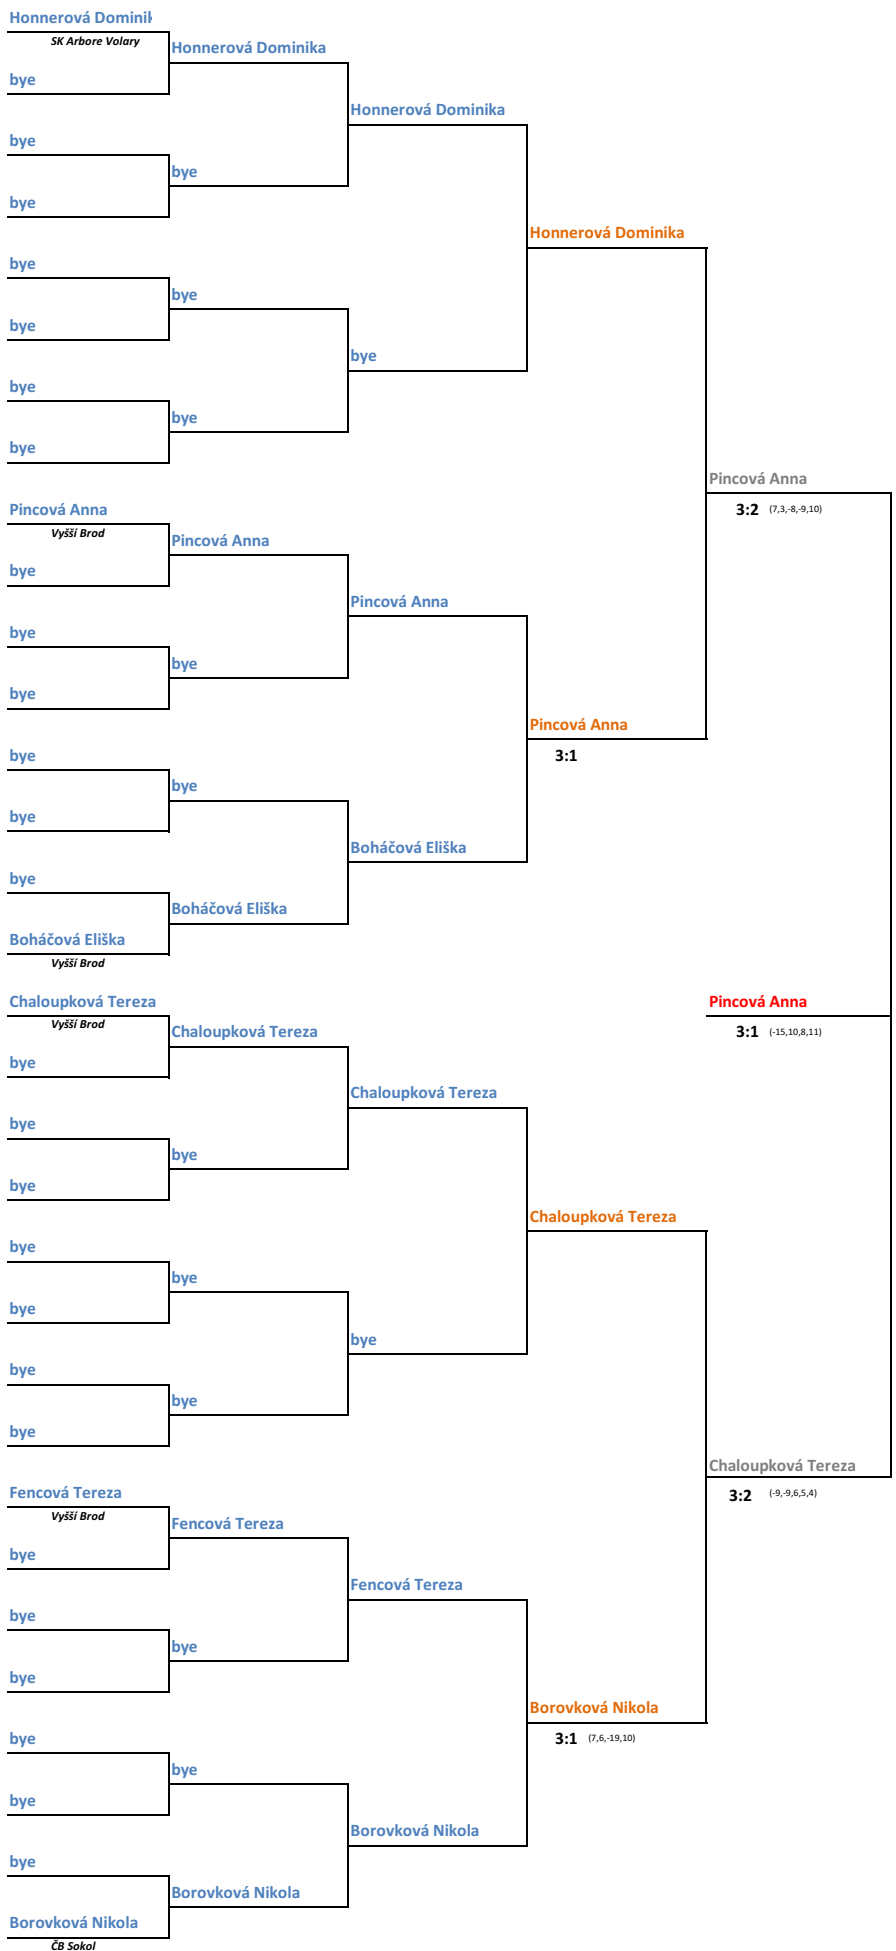 Honnerová Dominik
SK Arbore Volary
Honnerová Dominika
bye
Honnerová Dominika
bye
bye
bye
Honnerová Dominika
bye
bye
bye
bye
bye
bye
bye
Pincová Anna
Pincová Anna
3:2 (7,3,-8,-9,10)
Vyšší Brod
Pincová Anna
bye
Pincová Anna
bye
bye
bye
Pincová Anna
bye
3:1
bye
bye
Boháčová Eliška
bye
Boháčová Eliška
Boháčová Eliška
Vyšší Brod
Chaloupková Tereza
Pincová Anna
Vyšší Brod
Chaloupková Tereza
3:1 (-15,10,8,11)
bye
Chaloupková Tereza
bye
bye
bye
Chaloupková Tereza
bye
bye
bye
bye
bye
bye
bye
Chaloupková Tereza
Fencová Tereza
3:2 (-9,-9,6,5,4)
Vyšší Brod
Fencová Tereza
bye
Fencová Tereza
bye
bye
bye
Borovková Nikola
bye
3:1 (7,6,-19,10)
bye
bye
Borovková Nikola
bye
Borovková Nikola
Borovková Nikola
ČB Sokol